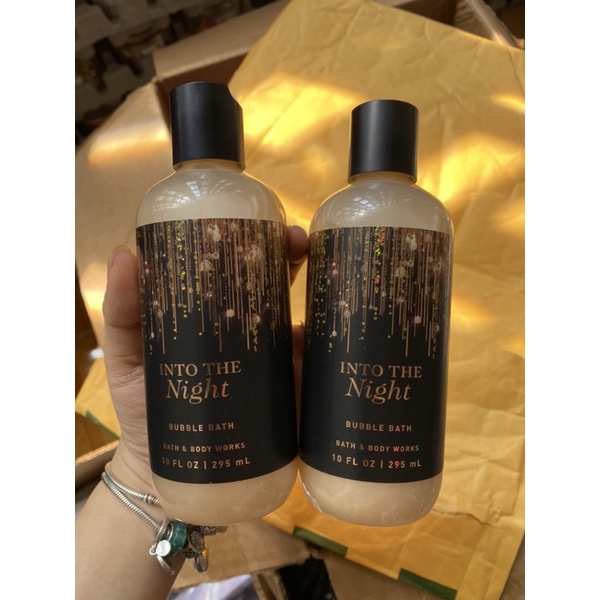 INTO THE
Night
BUBBLE BATH
BATH & BODY WORKS
10 FL OZ | 295 mL
INTO THE
Night
BUBBLE BATH
BATH & BODY WORKS
10 FL OZ | 295 mL